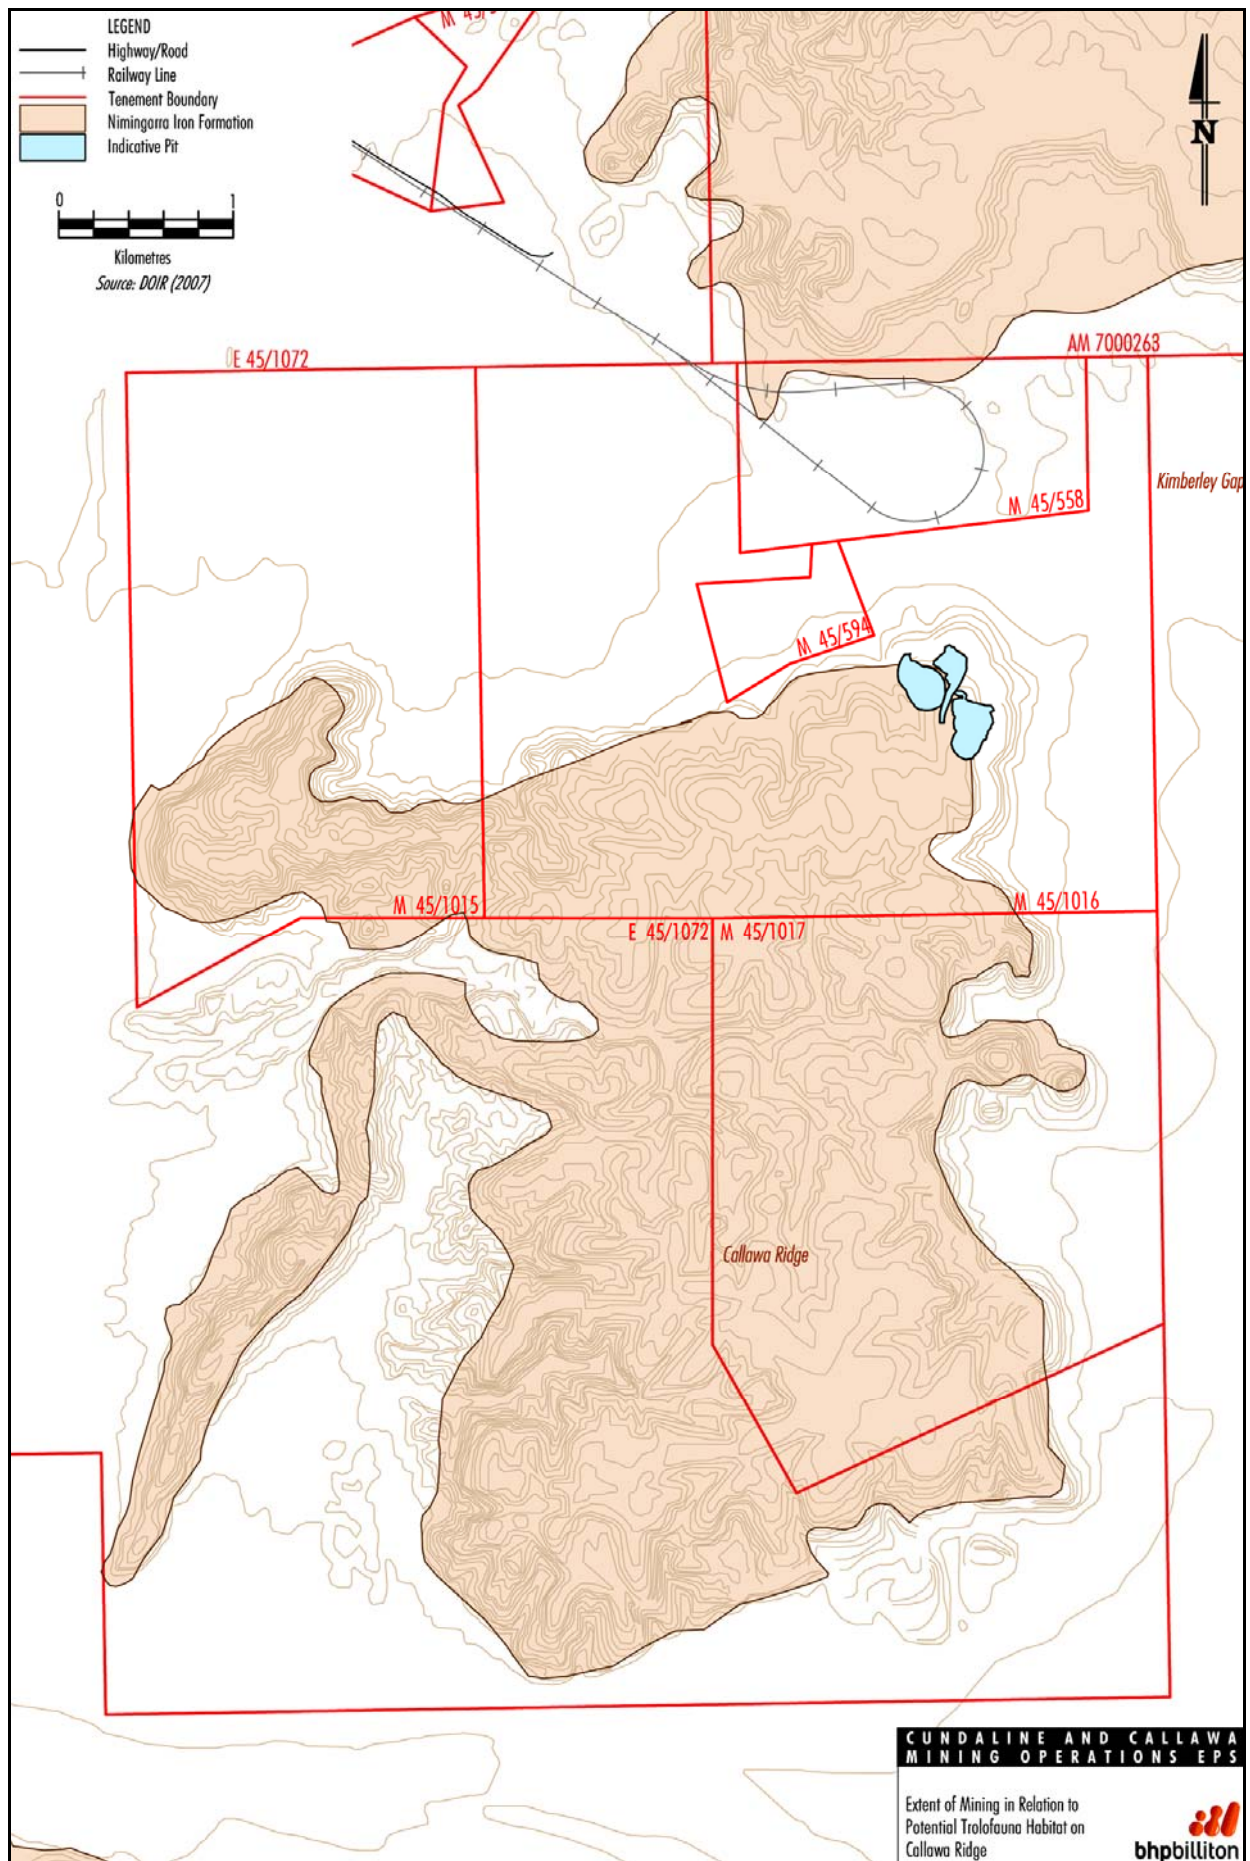 LEGEND
Highway/Road
Railway Line
Tenement Boundary
Nimingarra Iron Formation
Indicative Pit
0 1
Kilometres
Source: DOIR (2007)
N
E 45/1072
AM 7000263
Kimberley Gap
M 45/558
M 45/594
M 45/1015
M 45/1016
E 45/1072
M 45/1017
Callawa Ridge
CUNDALINE AND CALLAWA
MINING OPERATIONS EPS
Extent of Mining in Relation to
Potential Trolofauna Habitat on
Callawa Ridge
bhpbilliton